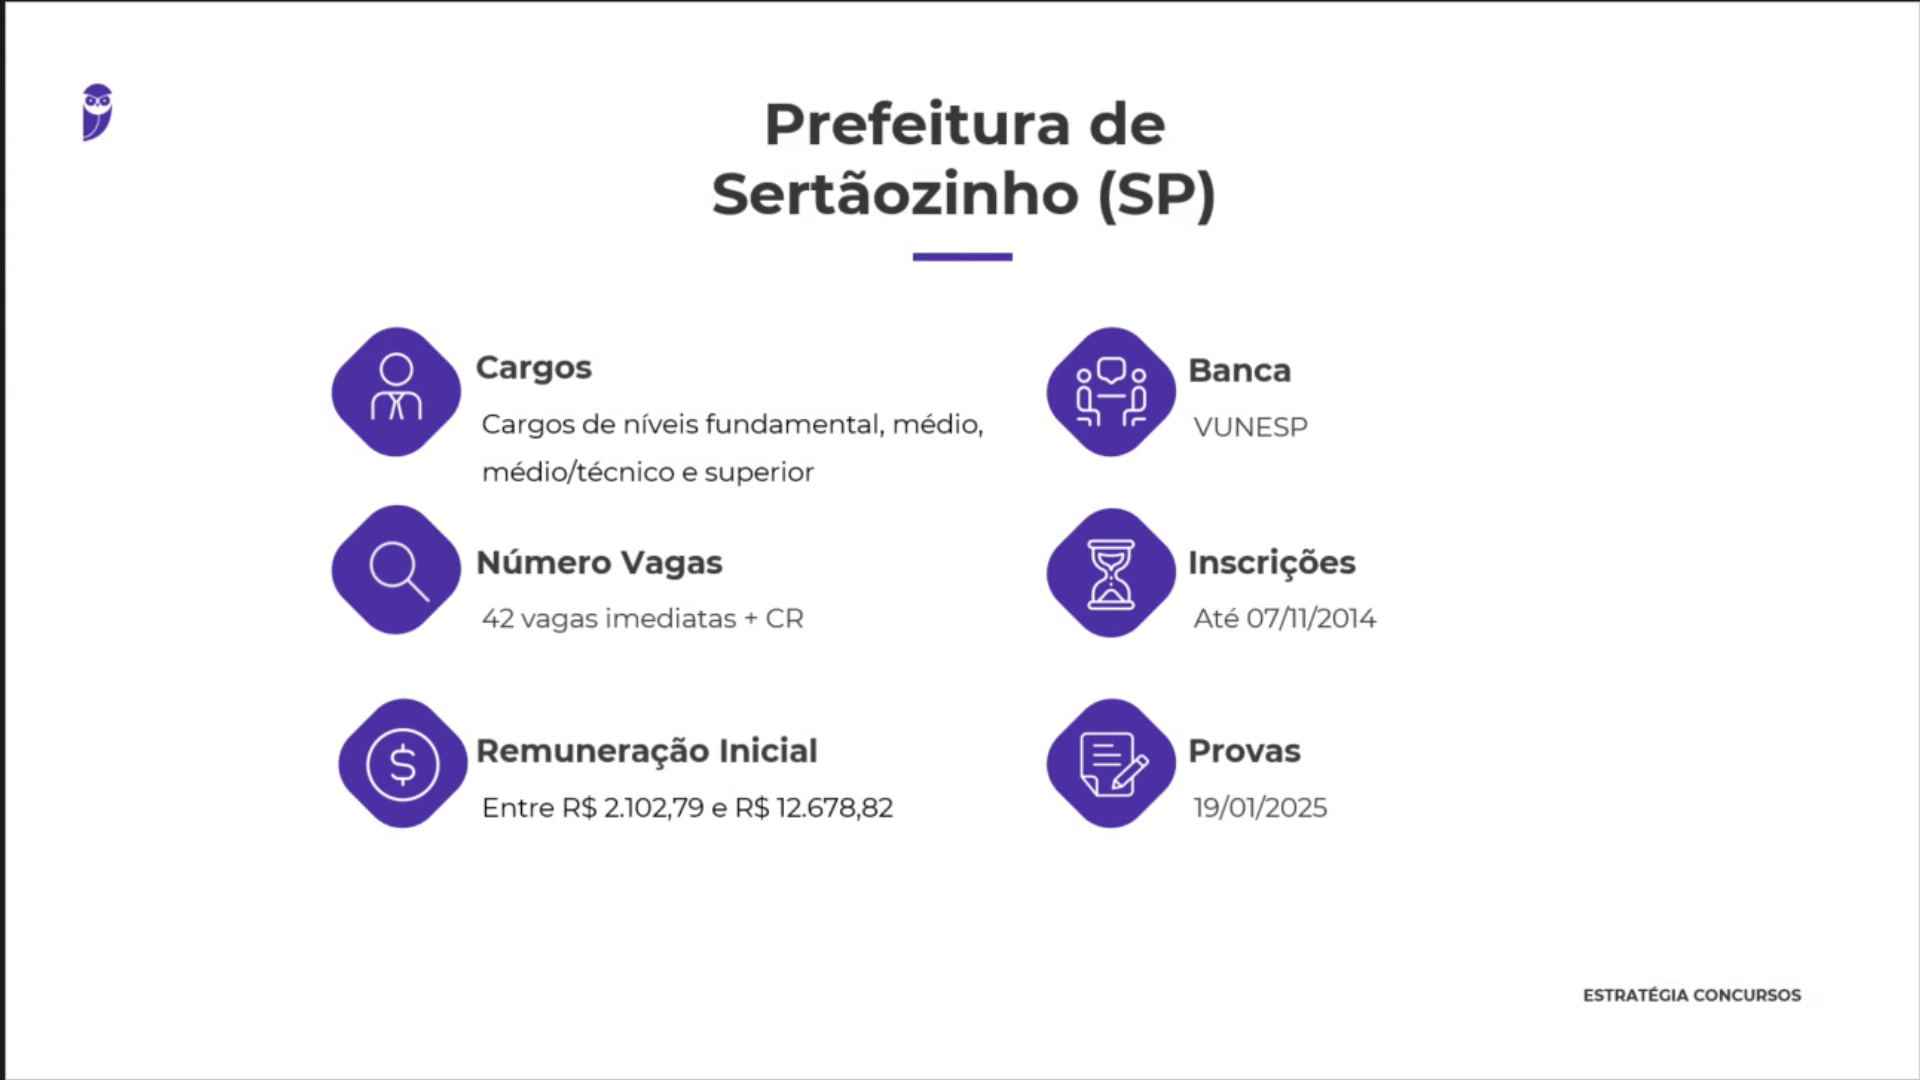 Prefeitura de
Sertãozinho (SP)
Cargos
Cargos de níveis fundamental, médio,
médio/técnico e superior
Banca
VUNESP
Número Vagas
42 vagas imediatas + CR
Inscrições
Até 07/11/2014
Remuneração Inicial
Entre R$ 2.102,79 e R$ 12.678,82
Provas
19/01/2025
ESTRATÉGIA CONCURSOS